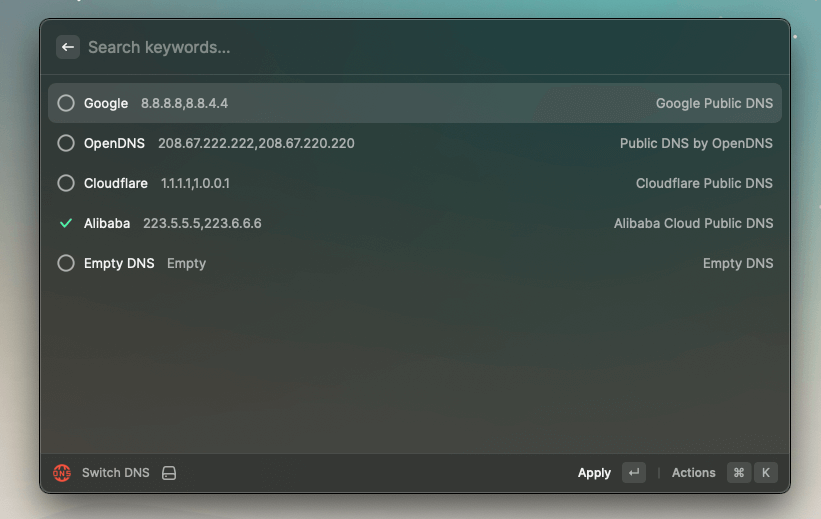 Search keywords...
Google 8.8.8.8,8.8.4.4 Google Public DNS
OpenDNS 208.67.222.222,208.67.220.220 Public DNS by OpenDNS
Cloudflare 1.1.1.1,1.0.0.1 Cloudflare Public DNS
Alibaba 223.5.5.5,223.6.6.6 Alibaba Cloud Public DNS
Empty DNS Empty Empty DNS
DNS Switch DNS Apply ↵ | Actions ⌘ K